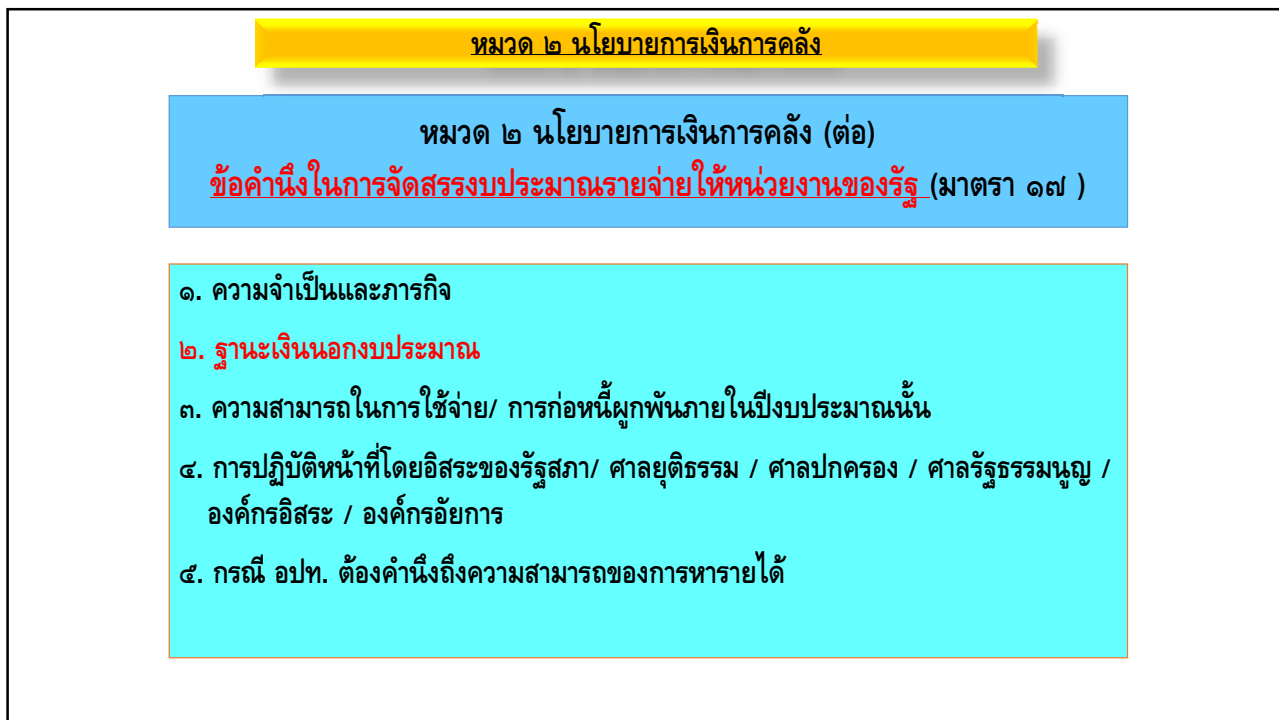 หมวด ๒ นโยบายการเงินการคลัง
หมวด ๒ นโยบายการเงินการคลัง (ต่อ)
ข้อคำนึงในการจัดสรรงบประมาณรายจ่ายให้หน่วยงานของรัฐ (มาตรา ๑๗ )
๑. ความจำเป็นและภารกิจ
๒. ฐานะเงินนอกงบประมาณ
๓. ความสามารถในการใช้จ่าย/ การก่อหนี้ผูกพันภายในปีงบประมาณนั้น
๔. การปฏิบัติหน้าที่โดยอิสระของรัฐสภา/ ศาลยุติธรรม / ศาลปกครอง / ศาลรัฐธรรมนูญ /
องค์กรอิสระ / องค์กรอัยการ
๕. กรณี อปท. ต้องคำนึงถึงความสามารถของการหารายได้